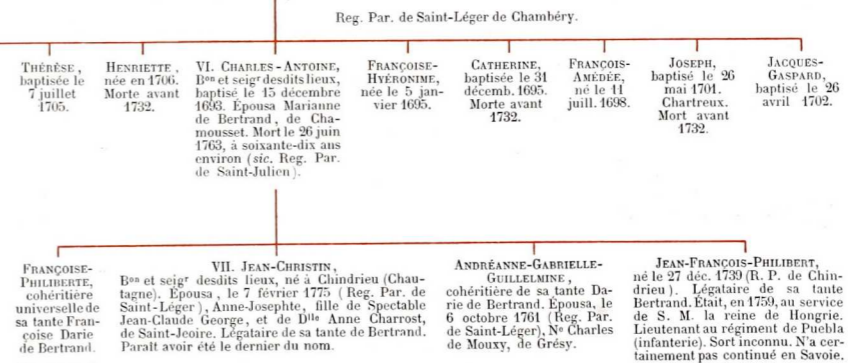 Reg. Par. de Saint-Léger de Chambéry.
THÉRÈSE,
baptisée le
7 juillet
1705.
HENRIETTE,
née en 1706.
Morte avant
1732.
VI. CHARLES-ANTOINE,
Bon et seigr desdits lieux,
baptisé le 15 décembre
1693. Épousa Marianne
de Bertrand, de Cha-
mousset. Mort le 26 juin
1763, à soixante-dix ans
environ (sic. Reg. Par.
de Saint-Julien).
FRANÇOISE-
HYÉRONIME,
née le 5 jan-
vier 1695.
CATHERINE,
baptisée le 31
décemb. 1695.
Morte avant
1732.
FRANÇOIS-
AMÉDÉE,
né le 11
juill. 1698.
JOSEPH,
baptisé le 26
mai 1701.
Chartreux.
Mort avant
1732.
JACQUES-
GASPARD,
baptisé le 26
avril 1702.
FRANÇOISE-
PHILIBERTE,
cohéritière
universelle de
sa tante Fran-
çoise Darie
de Bertrand.
VII. JEAN-CHRISTIN,
Bon et seigr desdits lieux, né à Chindrieu (Chau-
tagne). Épousa, le 7 février 1775 (Reg. Par. de
Saint-Léger), Anne-Josephte, fille de Spectable
Jean-Claude George, et de Dlle Anne Charrost,
de Saint-Jeoire. Légataire de sa tante de Bertrand.
Paraît avoir été le dernier du nom.
ANDRÉANNE-GABRIELLE-
GUILLELMINE,
cohéritière de sa tante Da-
rie de Bertrand. Épousa, le
6 octobre 1761 (Reg. Par.
de Saint-Léger), Ne Charles
de Mouxy, de Grésy.
JEAN-FRANÇOIS-PHILIBERT,
né le 27 déc. 1739 (R. P. de Chin-
drieu). Légataire de sa tante
Bertrand. Était, en 1759, au service
de S. M. la reine de Hongrie.
Lieutenant au régiment de Puebla
(infanterie). Sort inconnu. N'a cer-
tainement pas continué en Savoie.